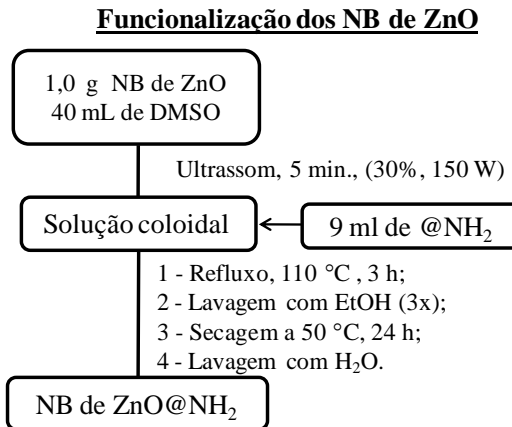 Funcionalização dos NB de ZnO
1,0 g NB de ZnO
40 mL de DMSO
Ultrassom, 5 min., (30%, 150 W)
Solução coloidal
9 ml de @NH₂
1 - Refluxo, 110 °C , 3 h;
2 - Lavagem com EtOH (3x);
3 - Secagem a 50 °C, 24 h;
4 - Lavagem com H₂O.
NB de ZnO@NH₂